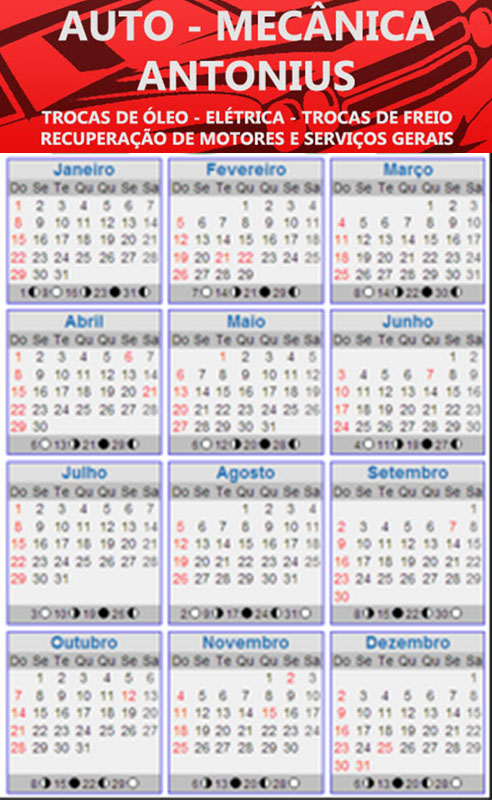 AUTO - MECÂNICA
ANTONIUS
TROCAS DE ÓLEO - ELÉTRICA - TROCAS DE FREIO
RECUPERAÇÃO DE MOTORES E SERVIÇOS GERAIS
Janeiro
Do Se Te Qu Qu Se Sa
1 2 3 4 5 6 7
8 9 10 11 12 13 14
15 16 17 18 19 20 21
22 23 24 25 26 27 28
29 30 31
1 9 16 23 31
Fevereiro
Do Se Te Qu Qu Se Sa
1 2 3 4
5 6 7 8 9 10 11
12 13 14 15 16 17 18
19 20 21 22 23 24 25
26 27 28 29
7 14 21 29
Março
Do Se Te Qu Qu Se Sa
1 2 3
4 5 6 7 8 9 10
11 12 13 14 15 16 17
18 19 20 21 22 23 24
25 26 27 28 29 30 31
8 14 22 30
Abril
Do Se Te Qu Qu Se Sa
1 2 3 4 5 6 7
8 9 10 11 12 13 14
15 16 17 18 19 20 21
22 23 24 25 26 27 28
29 30
6 13 21 29
Maio
Do Se Te Qu Qu Se Sa
1 2 3 4 5
6 7 8 9 10 11 12
13 14 15 16 17 18 19
20 21 22 23 24 25 26
27 28 29 30 31
6 12 20 28
Junho
Do Se Te Qu Qu Se Sa
1 2
3 4 5 6 7 8 9
10 11 12 13 14 15 16
17 18 19 20 21 22 23
24 25 26 27 28 29 30
4 11 19 27
Julho
Do Se Te Qu Qu Se Sa
1 2 3 4 5 6 7
8 9 10 11 12 13 14
15 16 17 18 19 20 21
22 23 24 25 26 27 28
29 30 31
3 10 19 26
Agosto
Do Se Te Qu Qu Se Sa
1 2 3 4
5 6 7 8 9 10 11
12 13 14 15 16 17 18
19 20 21 22 23 24 25
26 27 28 29 30 31
2 9 17 24 31
Setembro
Do Se Te Qu Qu Se Sa
1
2 3 4 5 6 7 8
9 10 11 12 13 14 15
16 17 18 19 20 21 22
23 24 25 26 27 28 29
30
8 15 22 30
Outubro
Do Se Te Qu Qu Se Sa
1 2 3 4 5 6
7 8 9 10 11 12 13
14 15 16 17 18 19 20
21 22 23 24 25 26 27
28 29 30 31
8 15 22 29
Novembro
Do Se Te Qu Qu Se Sa
1 2 3
4 5 6 7 8 9 10
11 12 13 14 15 16 17
18 19 20 21 22 23 24
25 26 27 28 29 30
6 13 20 28
Dezembro
Do Se Te Qu Qu Se Sa
1
2 3 4 5 6 7 8
9 10 11 12 13 14 15
16 17 18 19 20 21 22
23 24 25 26 27 28 29
30 31
6 13 20 28